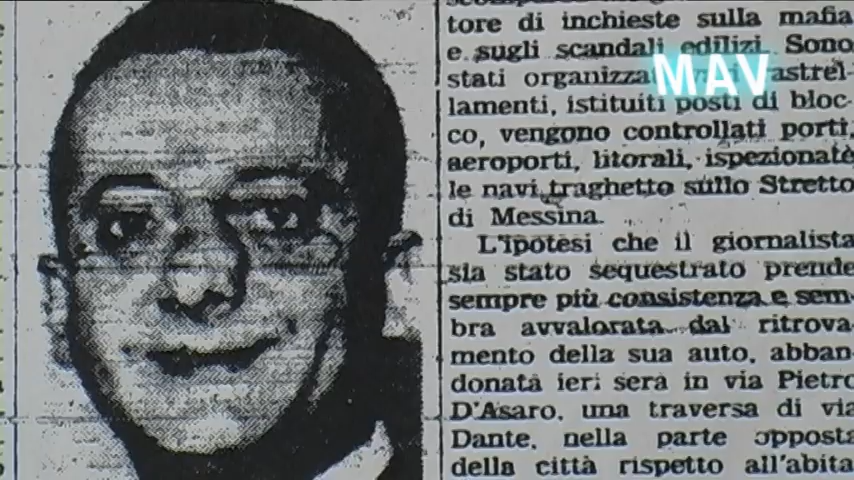 tore di inchieste sulla mafia
e sugli scandali edilizi. Sono
stati organizzati vari rastrel-
MAV
lamenti, istituiti posti di bloc-
co, vengono controllati porti,
aeroporti, litorali, ispezionate
le navi traghetto sullo Stretto
di Messina.
L'ipotesi che il giornalista
sia stato sequestrato prende
sempre più consistenza e sem-
bra avvalorata dal ritrova-
mento della sua auto, abban-
donata ieri sera in via Pietro
D'Asaro, una traversa di via
Dante, nella parte opposta
della città rispetto all'abita-